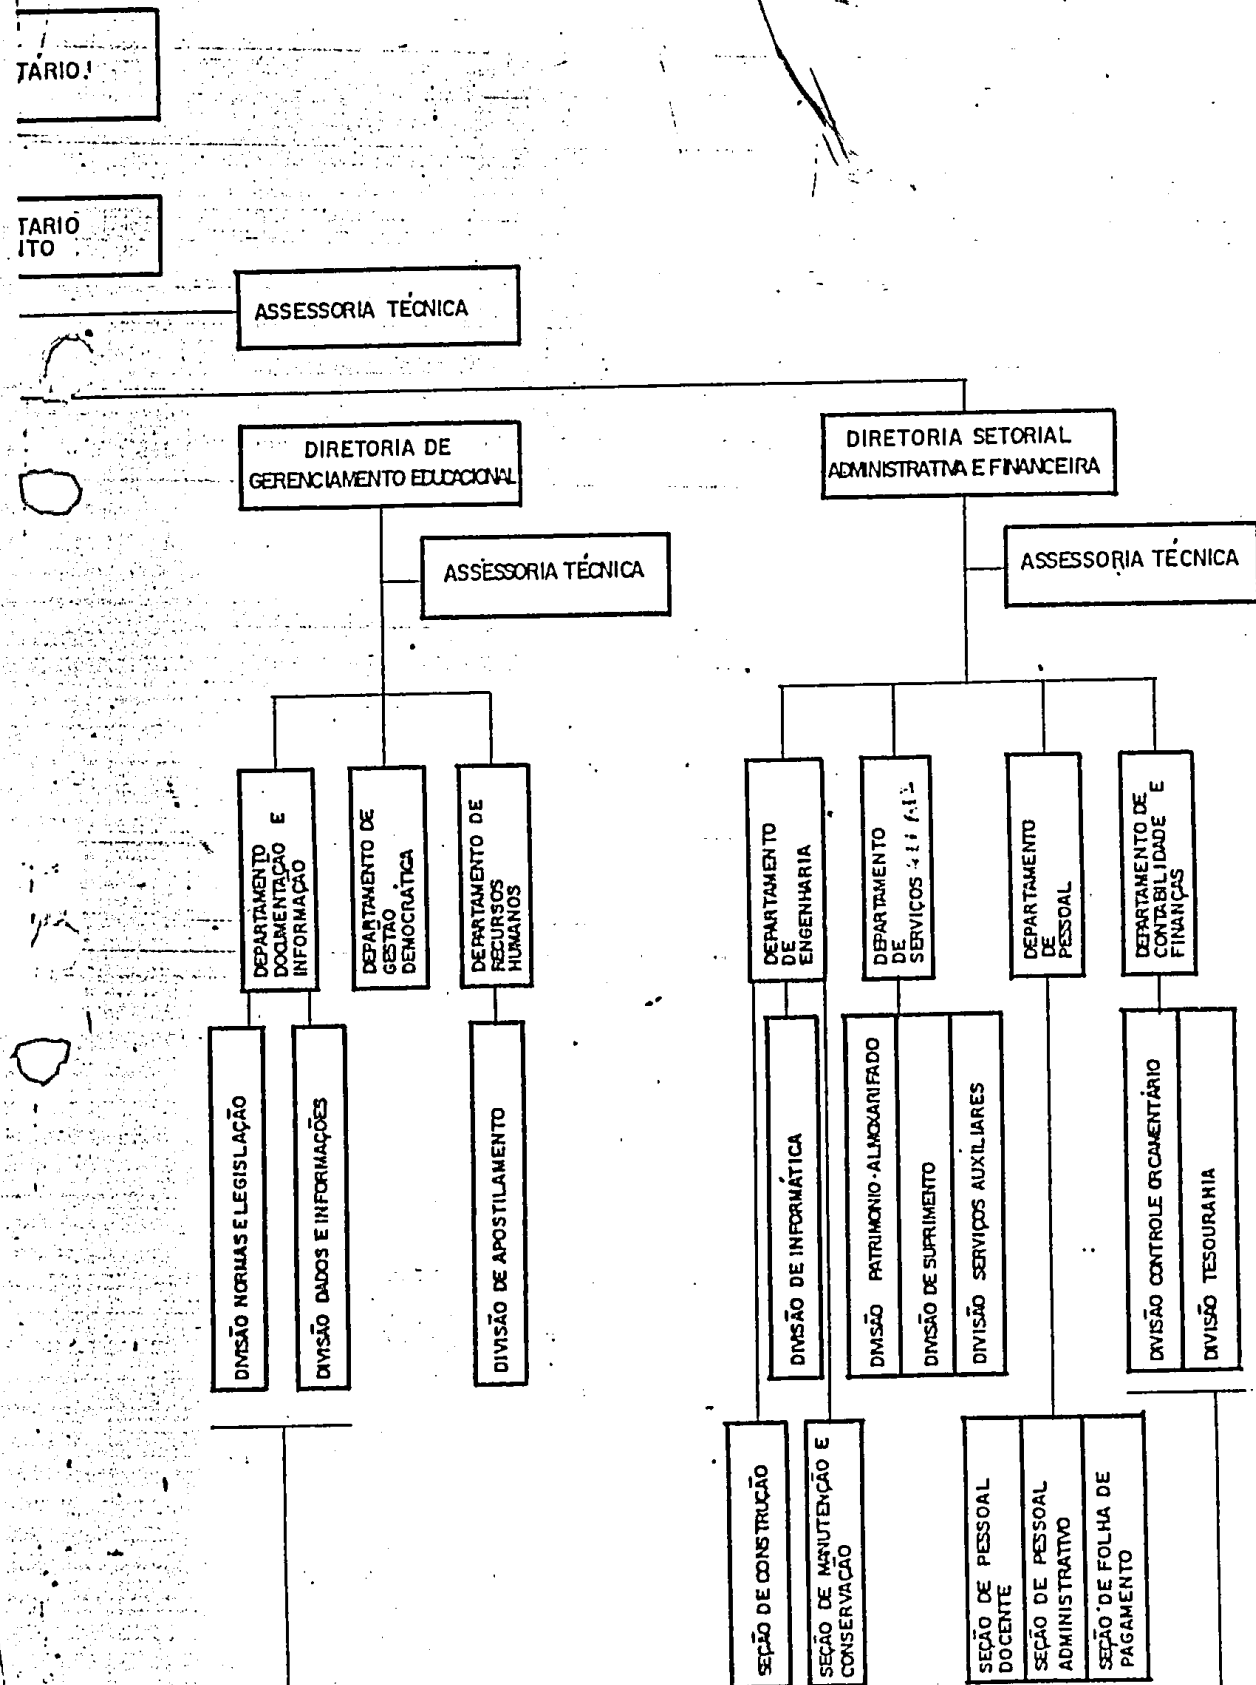 TÁRIO
TARIO
ITO
ASSESSORIA TÉCNICA
DIRETORIA DE
GERENCIAMENTO EDUCACIONAL
DIRETORIA SETORIAL
ADMINISTRATIVA E FINANCEIRA
ASSESSORIA TÉCNICA
ASSESSORIA TÉCNICA
DEPARTAMENTO
DOCUMENTAÇÃO E
INFORMAÇÃO
DEPARTAMENTO DE
GESTÃO
DEMOCRÁTICA
DEPARTAMENTO DE
RECURSOS
HUMANOS
DEPARTAMENTO
DE
ENGENHARIA
DEPARTAMENTO
DE
SERVIÇOS
DEPARTAMENTO
DE
PESSOAL
DEPARTAMENTO DE
CONTABILIDADE E
FINANÇAS
DIVISÃO NORMAS E LEGISLAÇÃO
DIVISÃO DADOS E INFORMAÇÕES
DIVISÃO DE APOSTILAMENTO
DIVISÃO DE INFORMÁTICA
DIVISÃO PATRIMONIO-ALMOXARIFADO
DIVISÃO DE SUPRIMENTO
DIVISÃO SERVIÇOS AUXILIARES
DIVISÃO CONTROLE ORCAMENTÁRIO
DIVISÃO TESOURARIA
SEÇÃO DE CONSTRUÇÃO
SEÇÃO DE MANUTENÇÃO E
CONSERVAÇÃO
SEÇÃO DE PESSOAL
DOCENTE
SEÇÃO DE PESSOAL
ADMINISTRATIVO
SEÇÃO DE FOLHA DE
PAGAMENTO